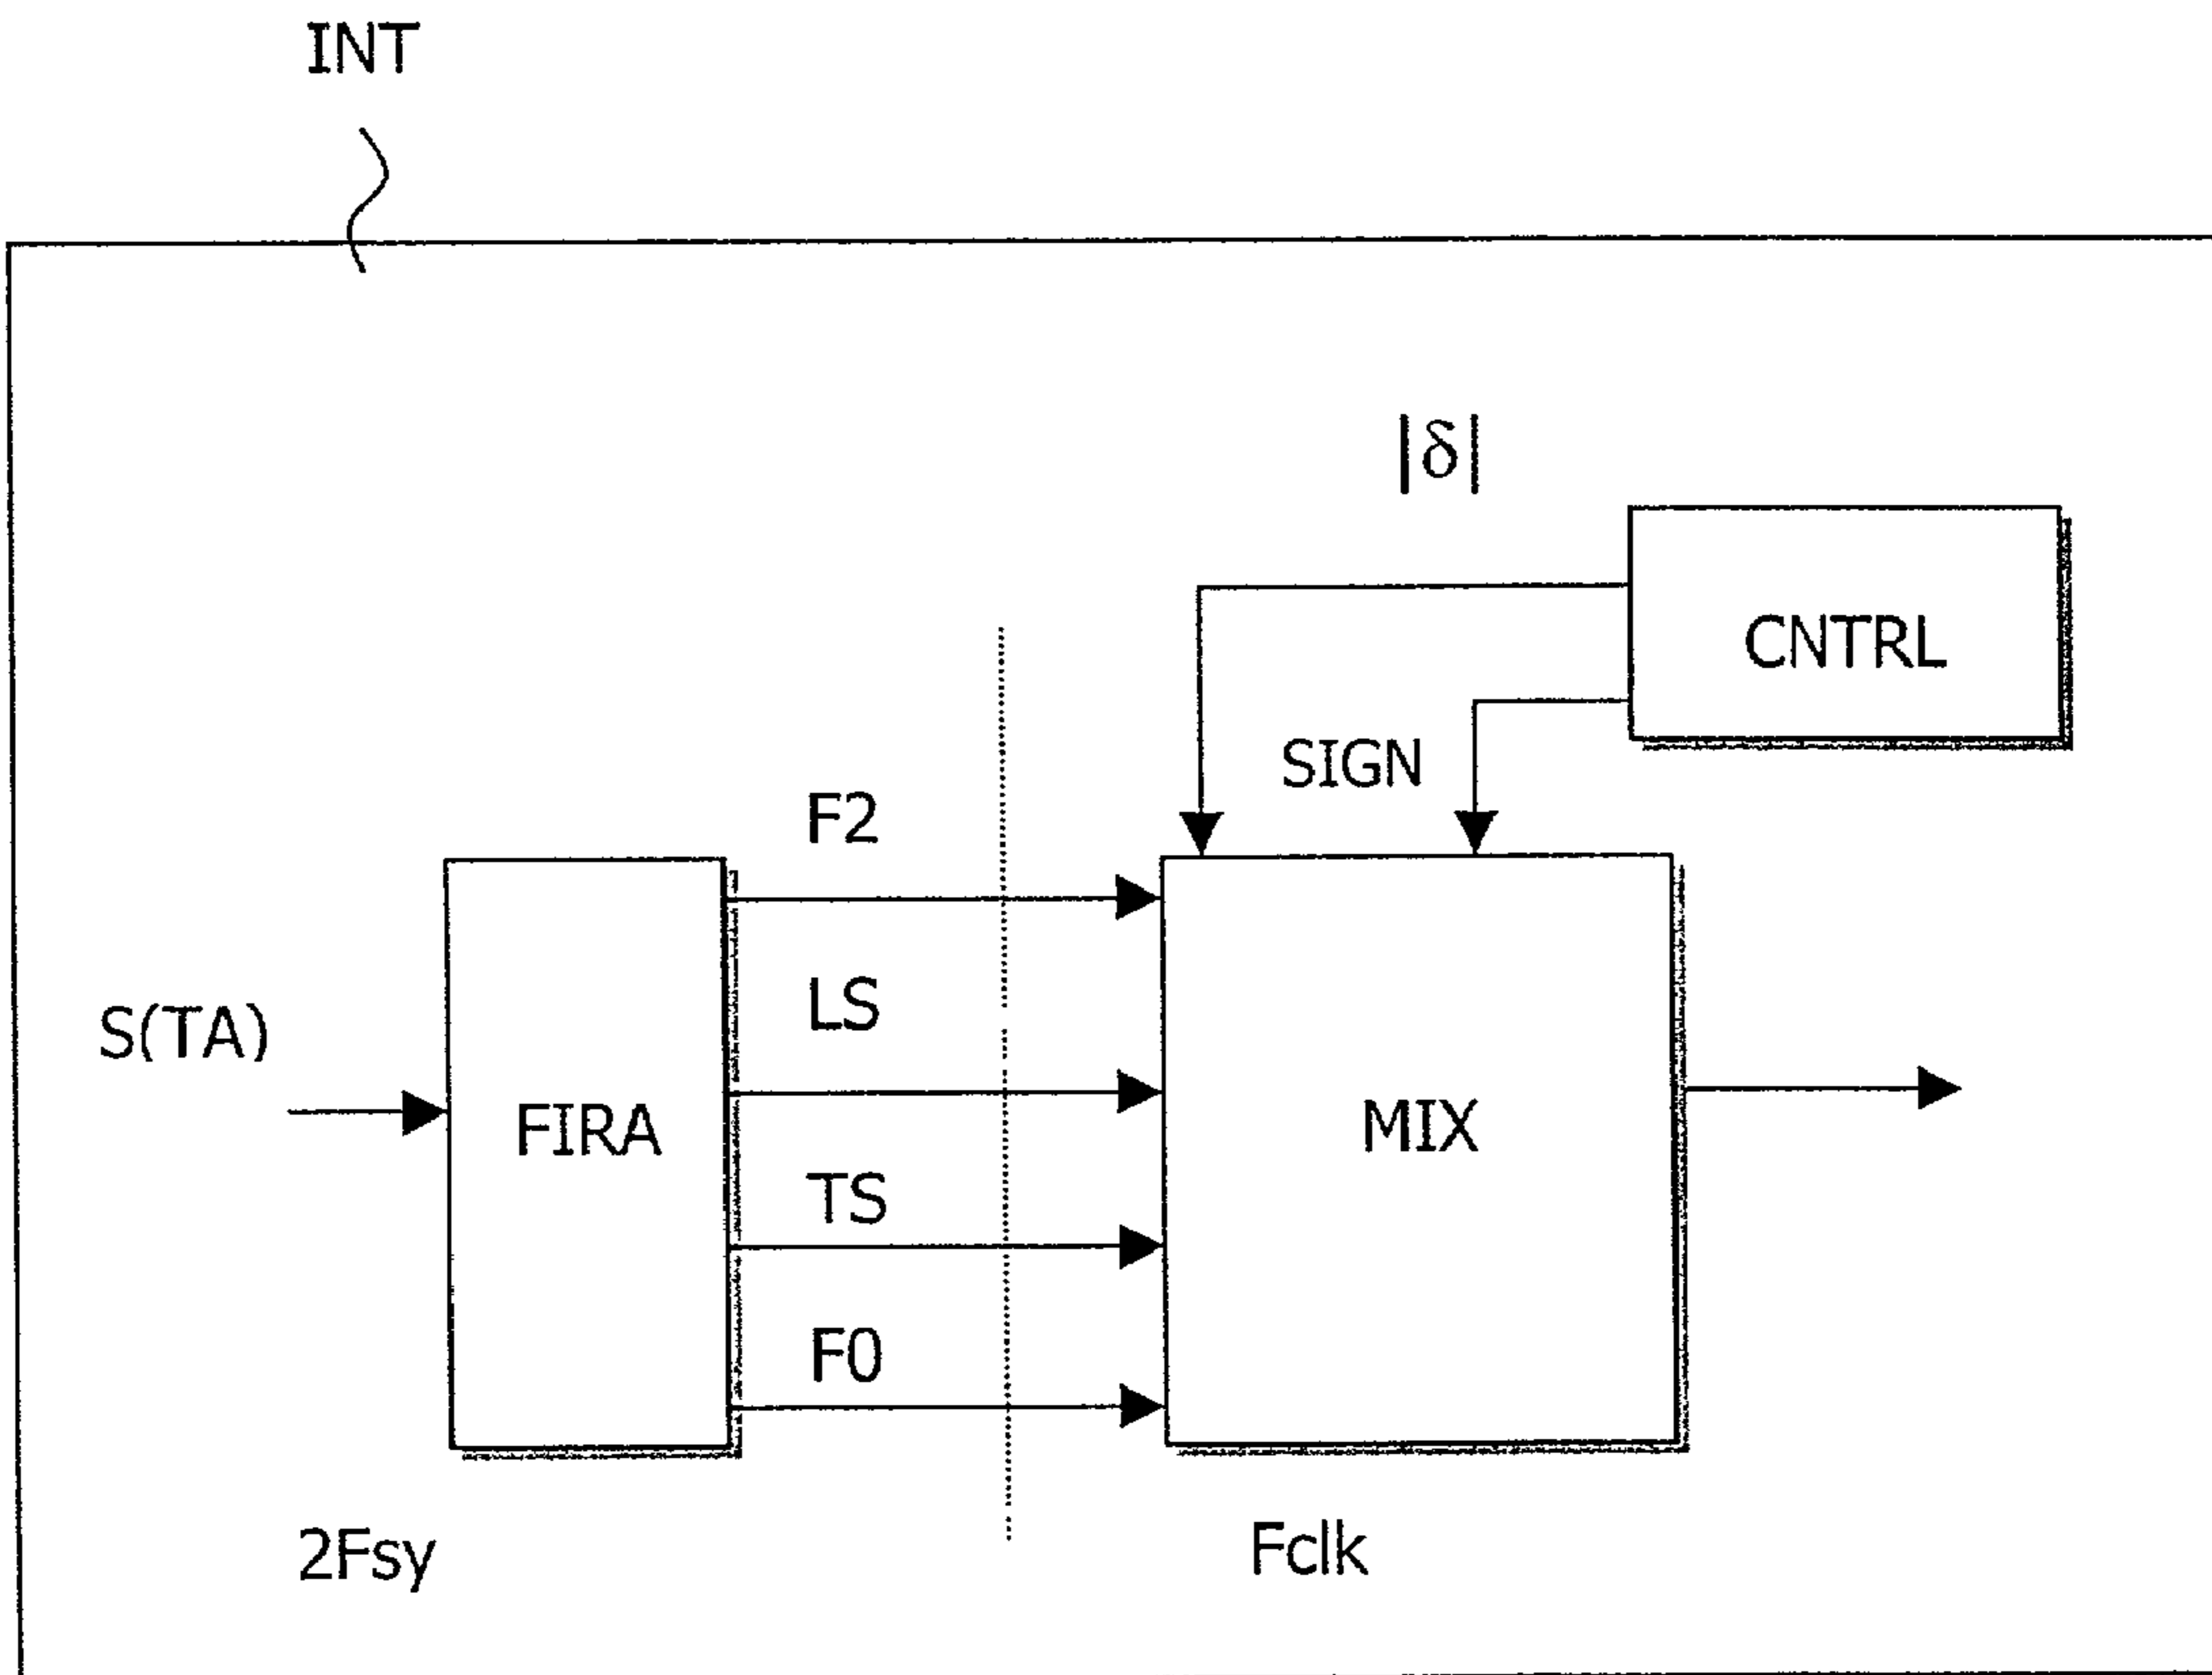 INT
|δ|
CNTRL
SIGN
F2
LS
S(TA)
FIRA
MIX
TS
F0
2Fsy
Fclk